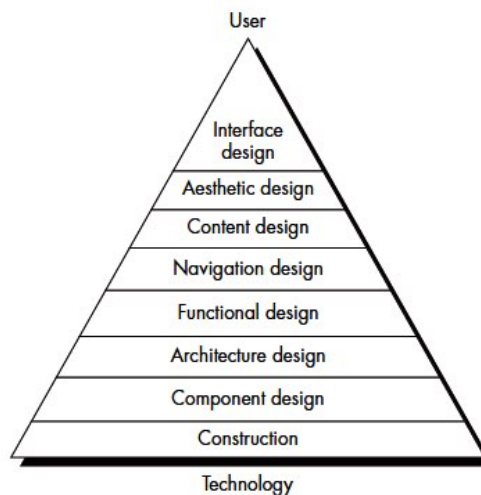 User
Interface
design
Aesthetic design
Content design
Navigation design
Functional design
Architecture design
Component design
Construction
Technology